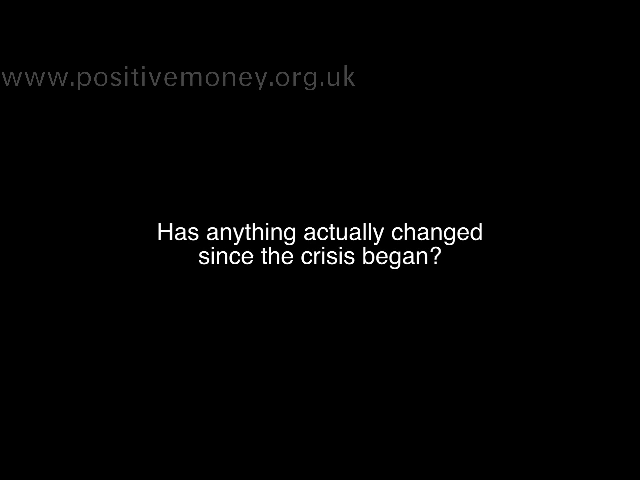 www.positivemoney.org.uk
Has anything actually changed
since the crisis began?